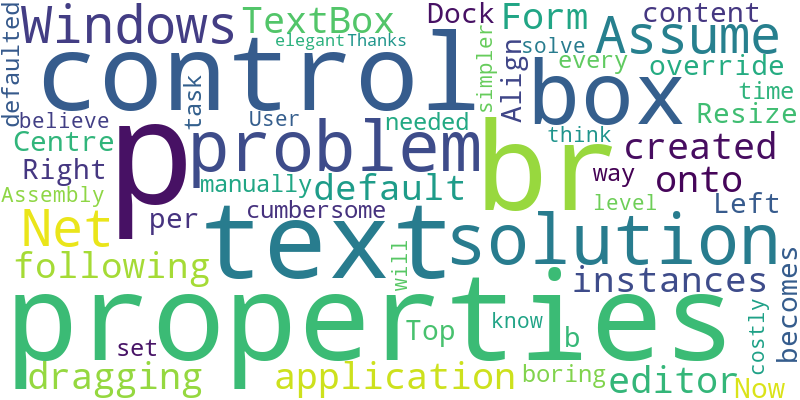 defaulted
Windows
TextBox
elegant
Thanks
Dock
Form
content
Assume
solve
every
override
time
Resize
control
task
believe
User
needed
simpler
Align
box
think
Centre
Right
Assembly
p
problem
manually
default
br
way
created
onto
level
Left
Net
per
cumbersome
text
solution
following
will
instances
becomes
costly
properties
set
Top
know
b
dragging
application
boring
editor
Now